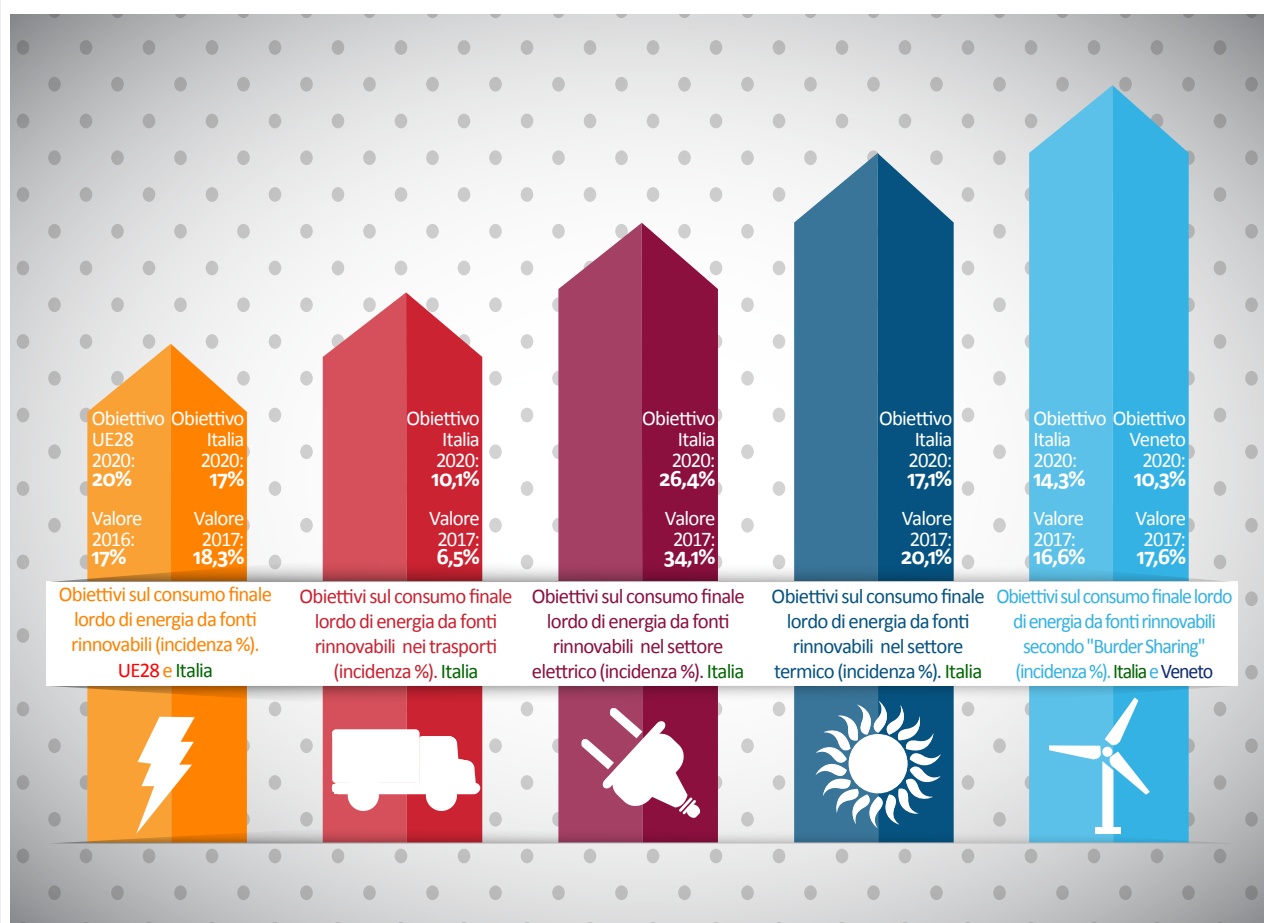 Obiettivo
UE28
2020:
20%
Valore
2016:
17%
Obiettivo
Italia
2020:
17%
Valore
2017:
18,3%
Obiettivi sul consumo finale
lordo di energia da fonti
rinnovabili (incidenza %).
UE28 e Italia
Obiettivo
Italia
2020:
10,1%
Valore
2017:
6,5%
Obiettivi sul consumo finale
lordo di energia da fonti
rinnovabili nei trasporti
(incidenza %). Italia
Obiettivo
Italia
2020:
26,4%
Valore
2017:
34,1%
Obiettivi sul consumo finale
lordo di energia da fonti
rinnovabili nel settore
elettrico (incidenza %). Italia
Obiettivo
Italia
2020:
17,1%
Valore
2017:
20,1%
Obiettivi sul consumo finale
lordo di energia da fonti
rinnovabili nel settore
termico (incidenza %). Italia
Obiettivo
Italia
2020:
14,3%
Valore
2017:
16,6%
Obiettivo
Veneto
2020:
10,3%
Valore
2017:
17,6%
Obiettivi sul consumo finale lordo
di energia da fonti rinnovabili
secondo "Burder Sharing"
(incidenza %). Italia e Veneto